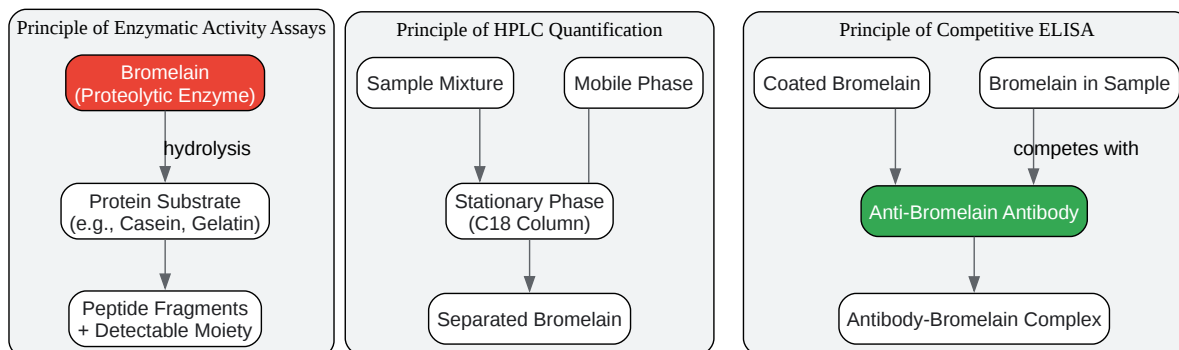 Principle of Enzymatic Activity Assays
Bromelain
(Proteolytic Enzyme)
hydrolysis
Protein Substrate
(e.g., Casein, Gelatin)
Peptide Fragments
+ Detectable Moiety
Principle of HPLC Quantification
Sample Mixture
Mobile Phase
Stationary Phase
(C18 Column)
Separated Bromelain
Principle of Competitive ELISA
Coated Bromelain
Bromelain in Sample
competes with
Anti-Bromelain Antibody
Antibody-Bromelain Complex